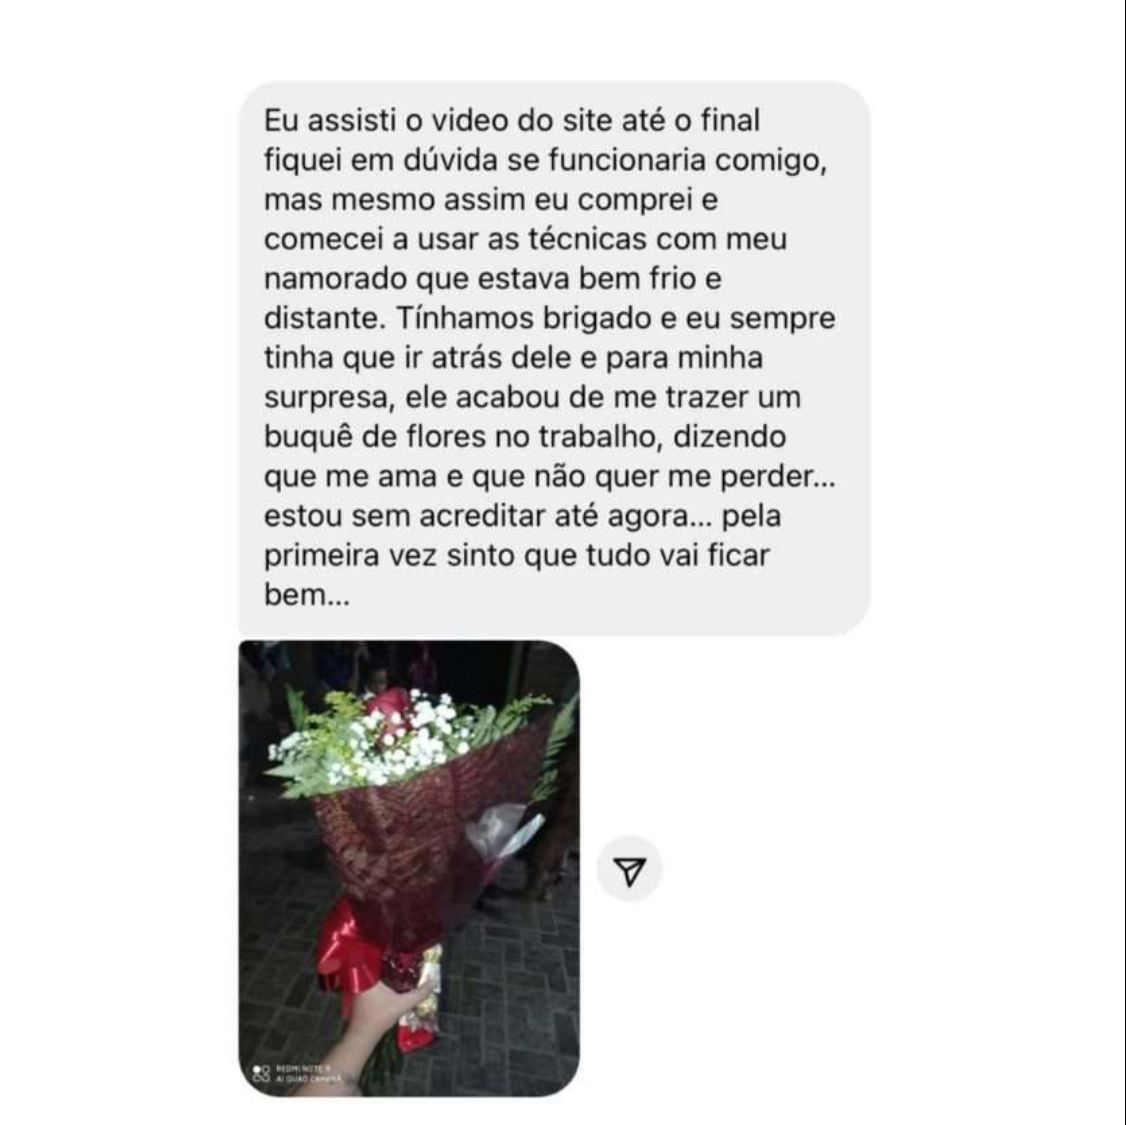 Eu assisti o video do site até o final
fiquei em dúvida se funcionaria comigo,
mas mesmo assim eu comprei e
comecei a usar as técnicas com meu
namorado que estava bem frio e
distante. Tínhamos brigado e eu sempre
tinha que ir atrás dele e para minha
surpresa, ele acabou de me trazer um
buquê de flores no trabalho, dizendo
que me ama e que não quer me perder...
estou sem acreditar até agora... pela
primeira vez sinto que tudo vai ficar
bem...
REDMI NOTE 8
AI QUAD CAMERA